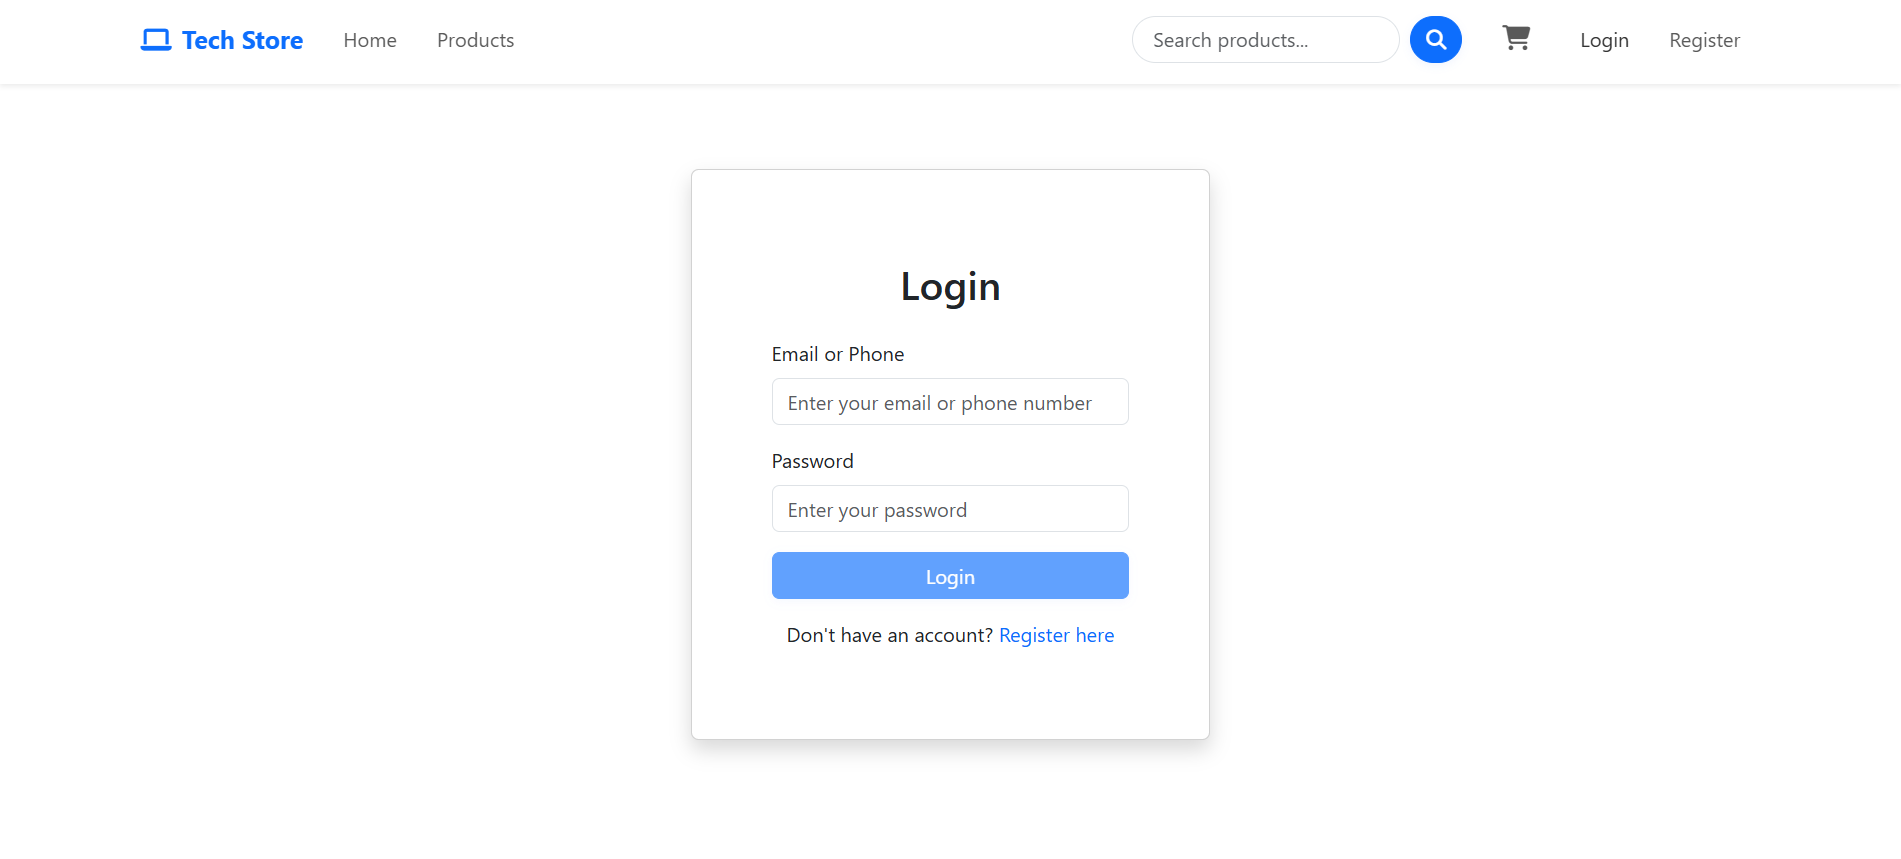 Tech Store Home Products Search products... Login Register
Login
Email or Phone
Enter your email or phone number
Password
Enter your password
Login
Don't have an account? Register here